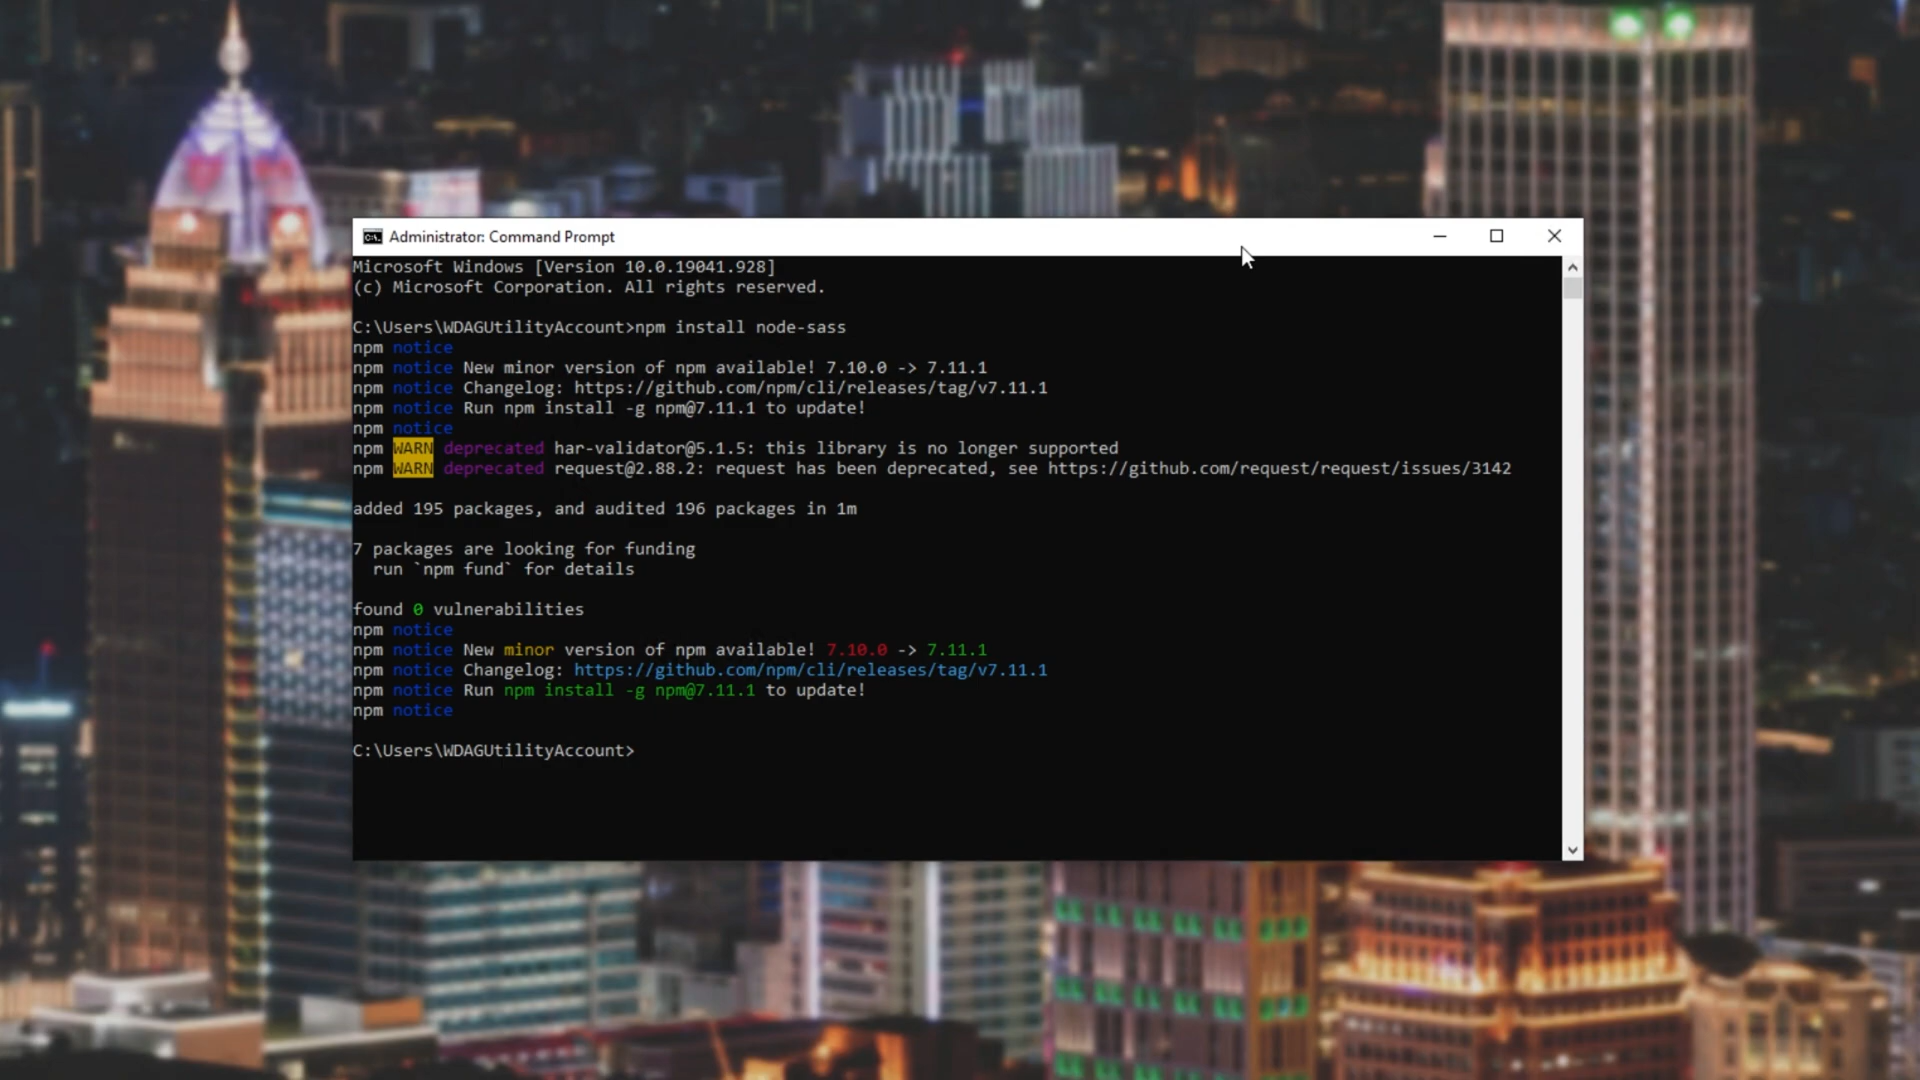 Administrator: Command Prompt
Microsoft Windows [Version 10.0.19041.928]
(c) Microsoft Corporation. All rights reserved.
C:\Users\WDAGUtilityAccount>npm install node-sass
npm notice
npm notice New minor version of npm available! 7.10.0 -> 7.11.1
npm notice Changelog: https://github.com/npm/cli/releases/tag/v7.11.1
npm notice Run npm install -g npm@7.11.1 to update!
npm notice
npm WARN deprecated har-validator@5.1.5: this library is no longer supported
npm WARN deprecated request@2.88.2: request has been deprecated, see https://github.com/request/request/issues/3142
added 195 packages, and audited 196 packages in 1m
7 packages are looking for funding
  run `npm fund` for details
found 0 vulnerabilities
npm notice
npm notice New minor version of npm available! 7.10.0 -> 7.11.1
npm notice Changelog: https://github.com/npm/cli/releases/tag/v7.11.1
npm notice Run npm install -g npm@7.11.1 to update!
npm notice
C:\Users\WDAGUtilityAccount>